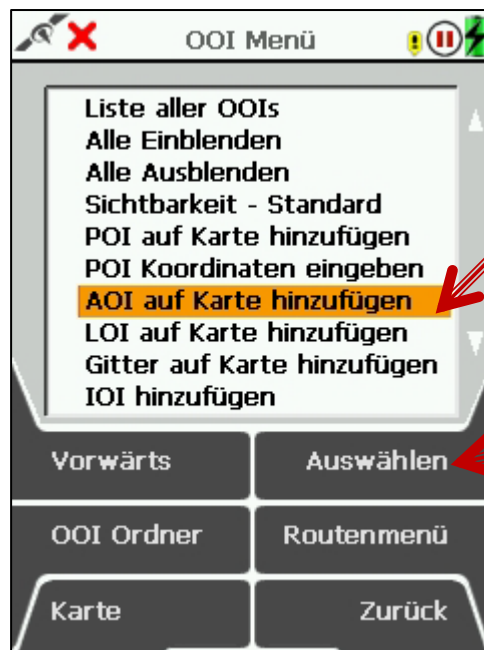 OOI Menü
Liste aller OOIs
Alle Einblenden
Alle Ausblenden
Sichtbarkeit - Standard
POI auf Karte hinzufügen
POI Koordinaten eingeben
AOI auf Karte hinzufügen
LOI auf Karte hinzufügen
Gitter auf Karte hinzufügen
IOI hinzufügen
Vorwärts
Auswählen
OOI Ordner
Routenmenü
Karte
Zurück